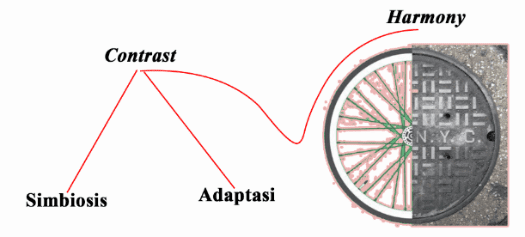 Harmony
Contrast
Simbiosis
Adaptasi
N.Y.C.